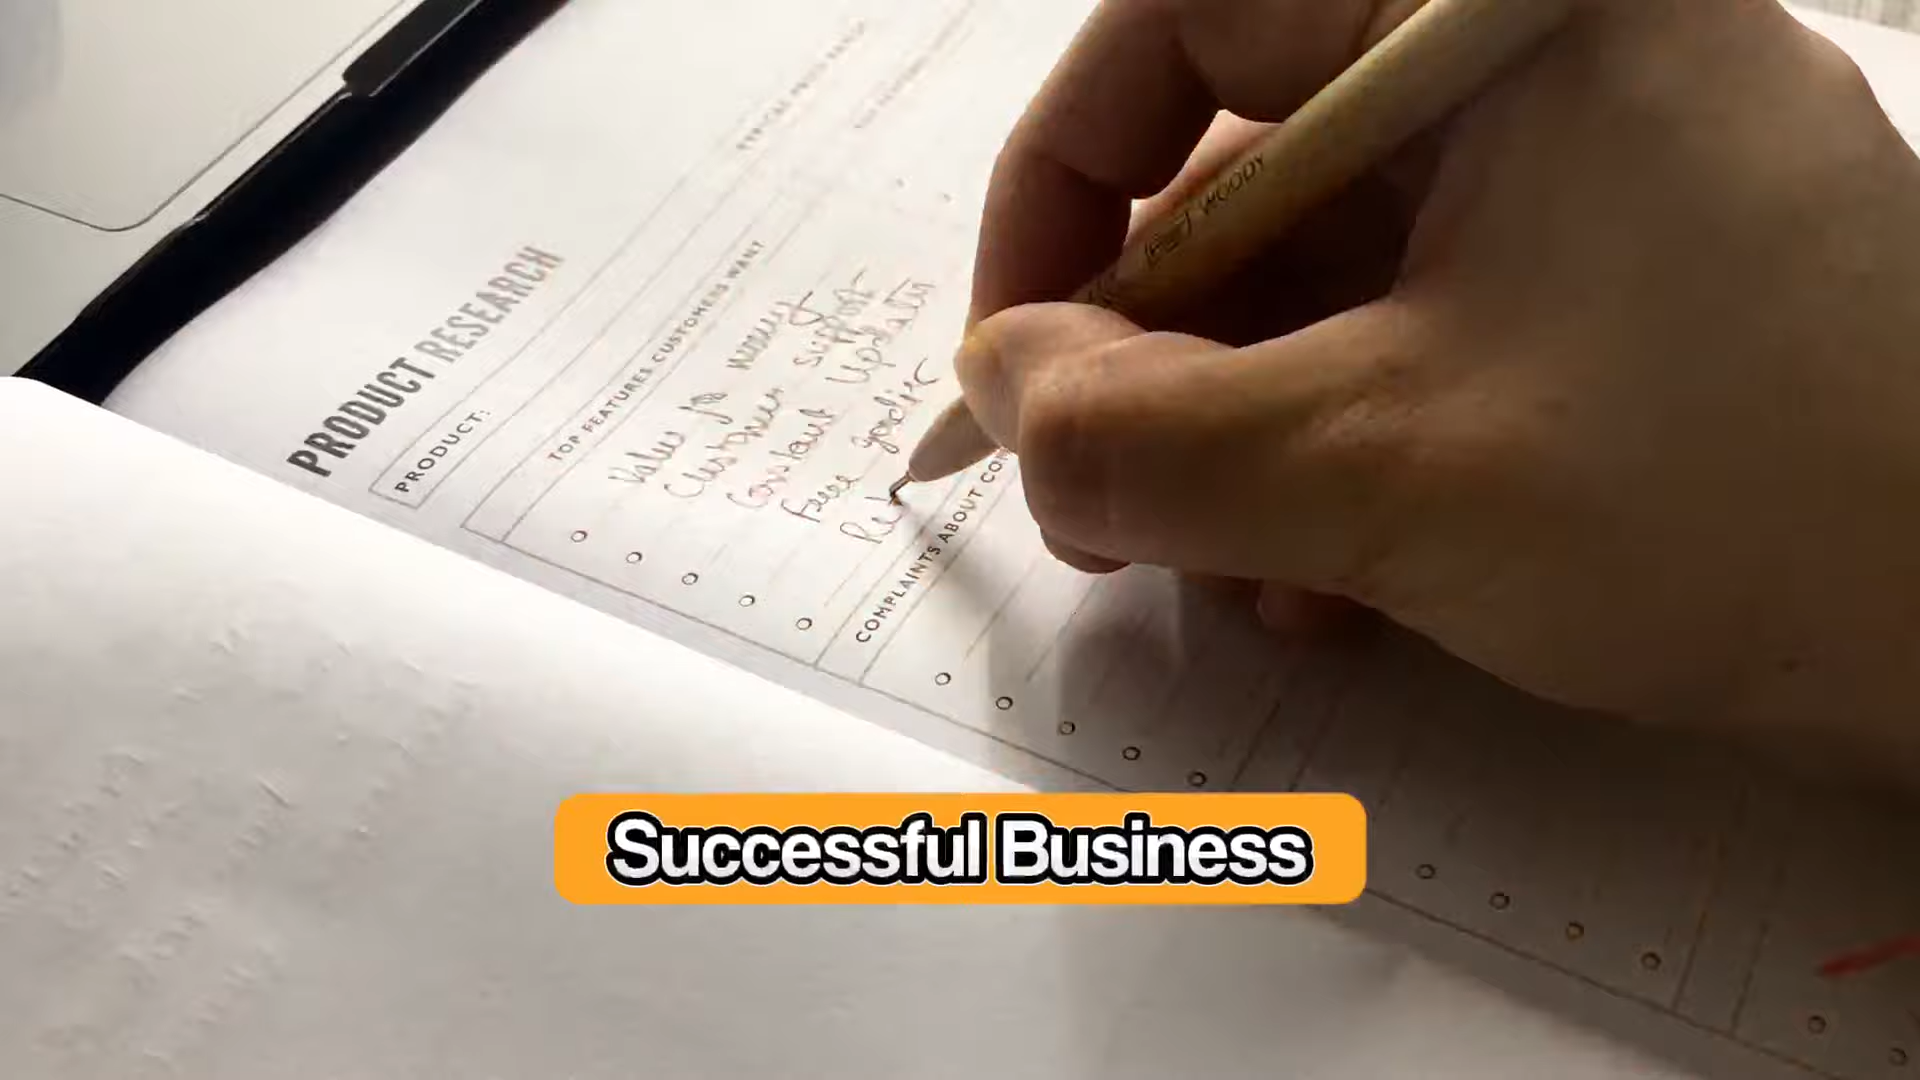 PRODUCT RESEARCH
PRODUCT:
TOP FEATURES CUSTOMERS WANT
Value for money
Customer support
Constant Updates
Free goodies
COMPLAINTS ABOUT
WOODY
Successful Business